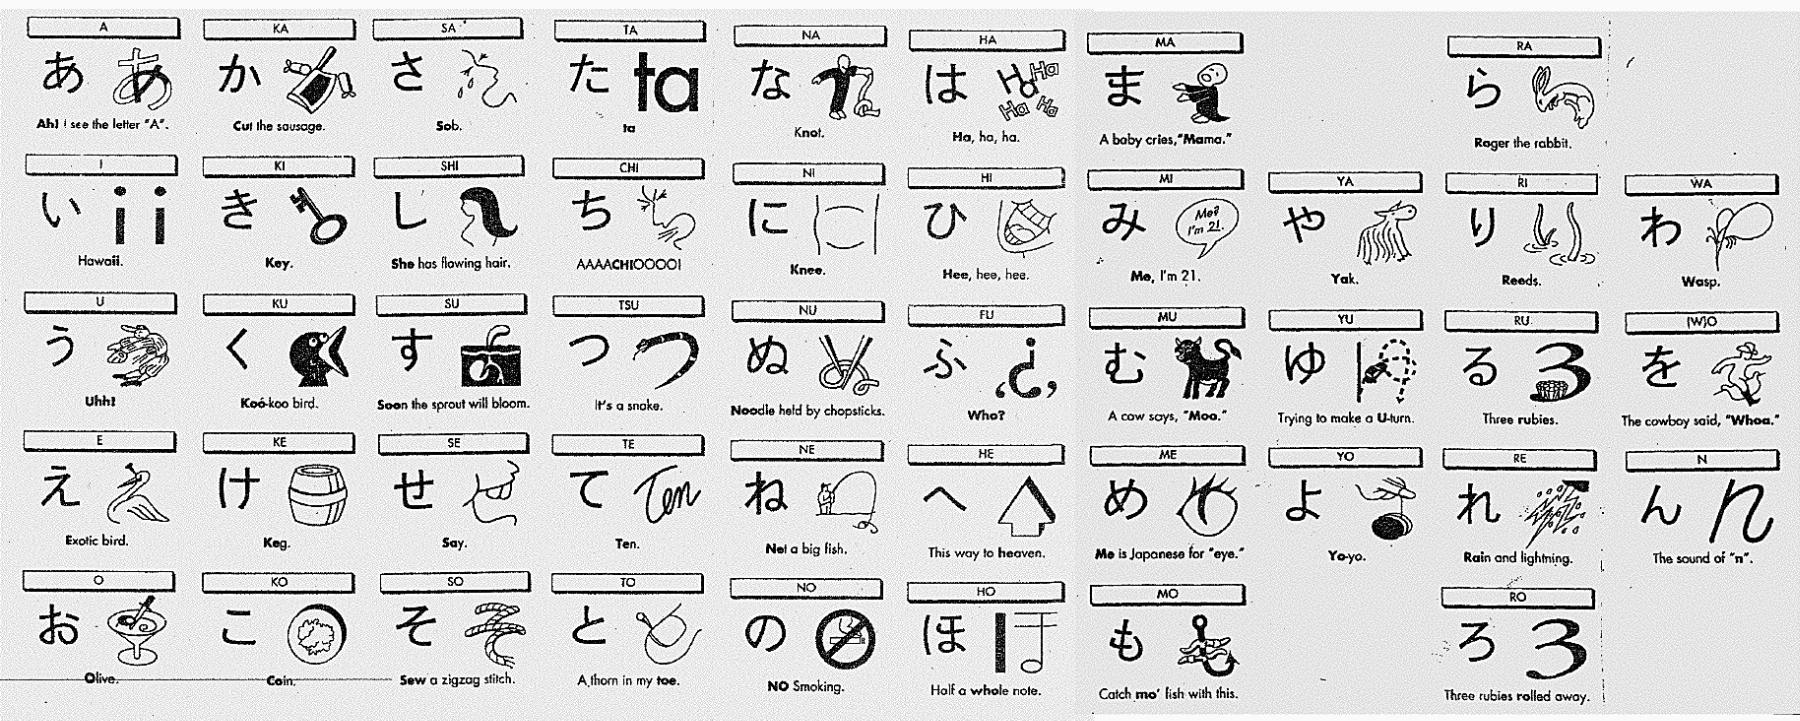 A KA SA TA NA HA MA RA
あ か さ た ta な は Ha Ha Ha Ha ま ら
Ah! I see the letter "A". Cut the sausage. Sob. ta Knot. Ha, ha, ha. A baby cries, "Mama." Roger the rabbit.
I KI SHI CHI NI HI MI YA RI WA
い ii き し ち に ひ み Me? I'm 21. や り わ
Hawaii. Key. She has flowing hair. AAAACHIOOOO! Knee. Hee, hee, hee. Me, I'm 21. Yak. Reeds. Wasp.
U KU SU TSU NU FU MU YU RU (W)O
う く す つ ぬ ふ む ゆ る 3 を
Uhh! Koo-koo bird. Soon the sprout will bloom. It's a snake. Noodle held by chopsticks. Who? A cow says, "Moo." Trying to make a U-turn. Three rubies. The cowboy said, "Whoa."
E KE SE TE NE HE ME YO RE N
え け せ て Ten ね へ め よ れ ん n
Exotic bird. Keg. Say. Ten. Net a big fish. This way to heaven. Me is Japanese for "eye." Yo-yo. Rain and lightning. The sound of "n".
O KO SO TO NO HO MO RO
お こ そ と の ほ も ろ 3
Olive. Coin. Sew a zigzag stitch. A thorn in my toe. NO Smoking. Half a whole note. Catch mo' fish with this. Three rubies rolled away.